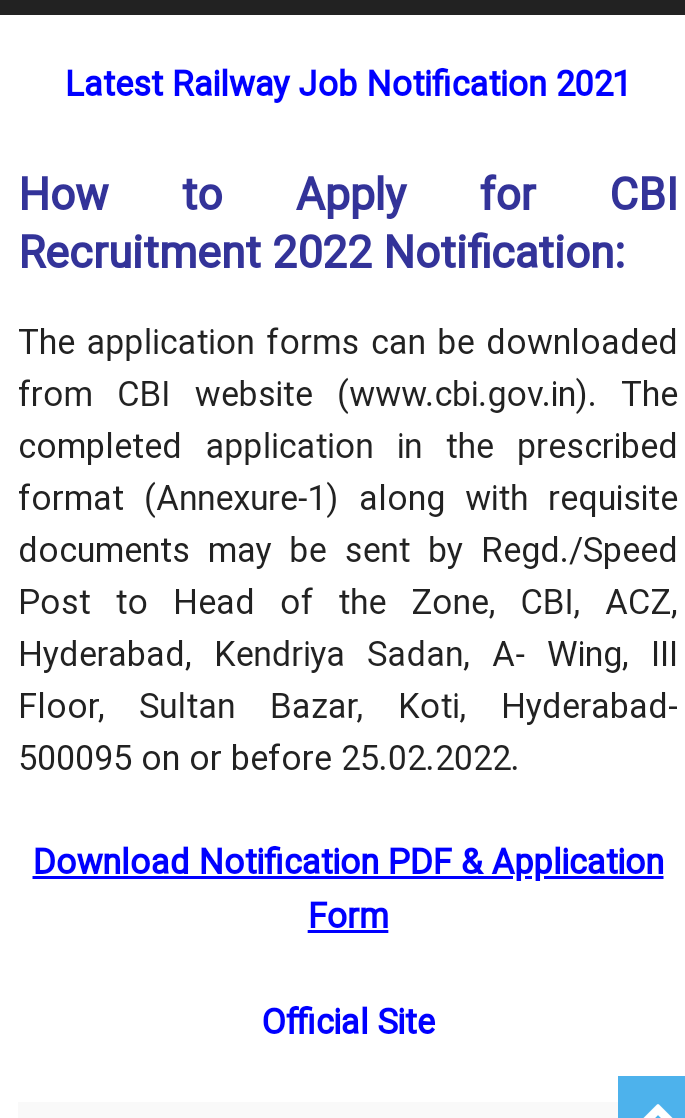 Latest Railway Job Notification 2021
How to Apply for CBI
Recruitment 2022 Notification:
The application forms can be downloaded
from CBI website (www.cbi.gov.in). The
completed application in the prescribed
format (Annexure-1) along with requisite
documents may be sent by Regd./Speed
Post to Head of the Zone, CBI, ACZ,
Hyderabad, Kendriya Sadan, A- Wing, III
Floor, Sultan Bazar, Koti, Hyderabad-
500095 on or before 25.02.2022.
Download Notification PDF & Application
Form
Official Site